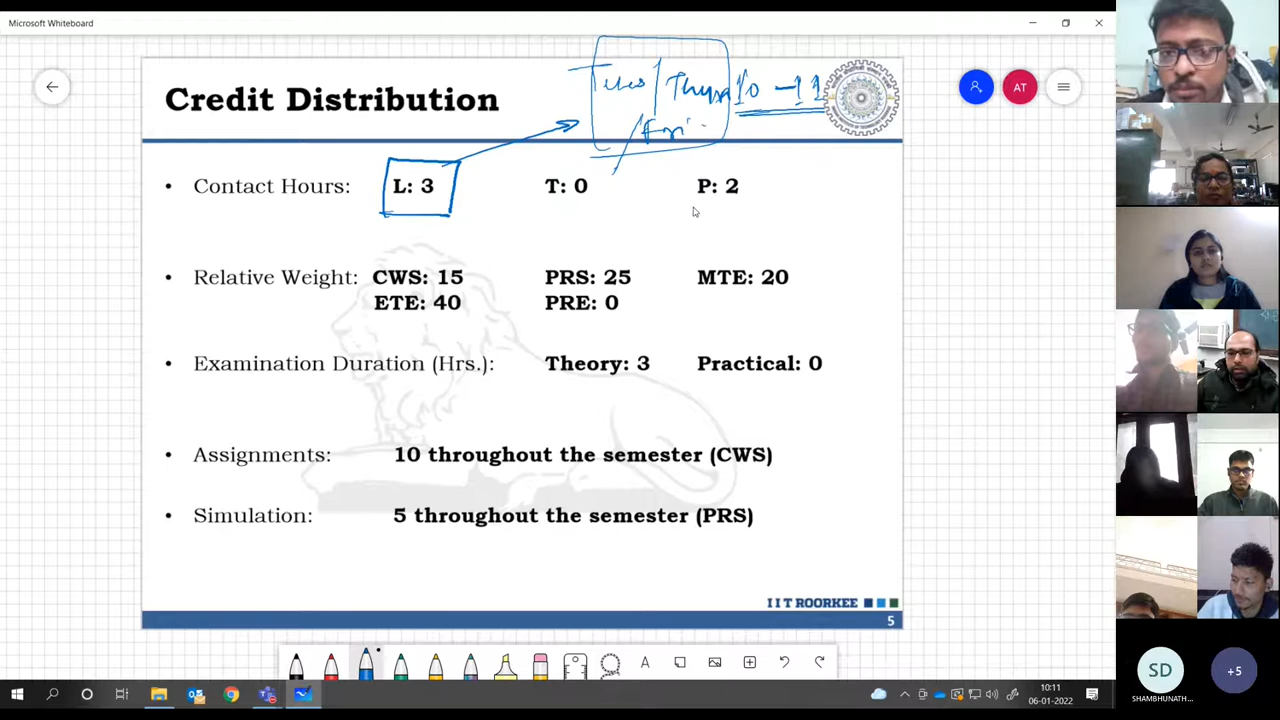 Microsoft Whiteboard
Tues / Thurs 10 - 11
/ Fri.
Credit Distribution
AT
• Contact Hours: L: 3 T: 0 P: 2
• Relative Weight: CWS: 15 PRS: 25 MTE: 20
ETE: 40 PRE: 0
• Examination Duration (Hrs.): Theory: 3 Practical: 0
• Assignments: 10 throughout the semester (CWS)
• Simulation: 5 throughout the semester (PRS)
I I T ROORKEE
5
A
SD
+5
SHAMBHUNATH...
10:11
06-01-2022